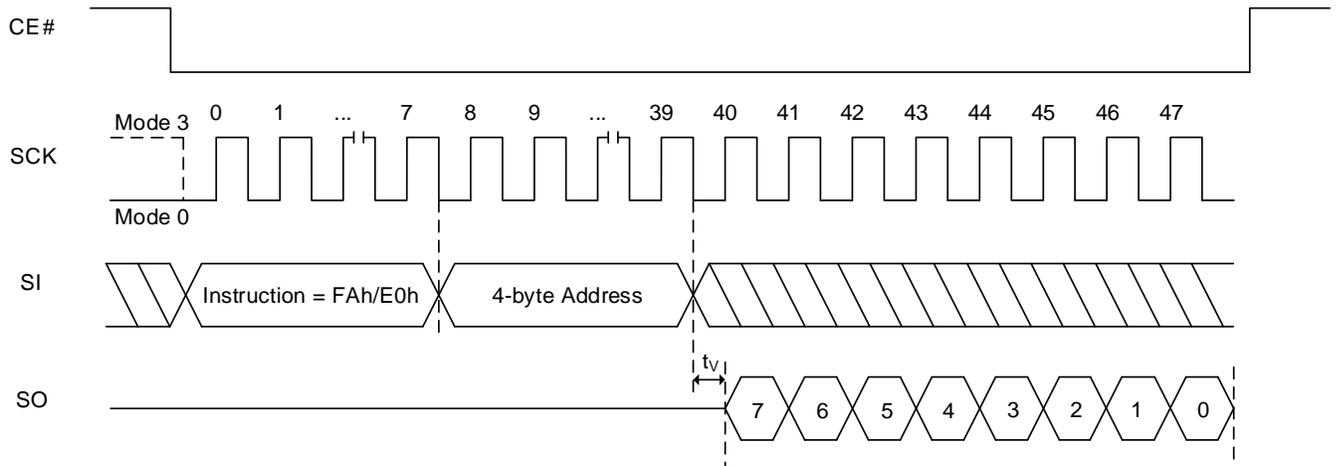 CE#
0 1 ... 7 8 9 ... 39 40 41 42 43 44 45 46 47
Mode 3
SCK
Mode 0
SI
Instruction = FAh/E0h 4-byte Address
tV
SO
7 6 5 4 3 2 1 0